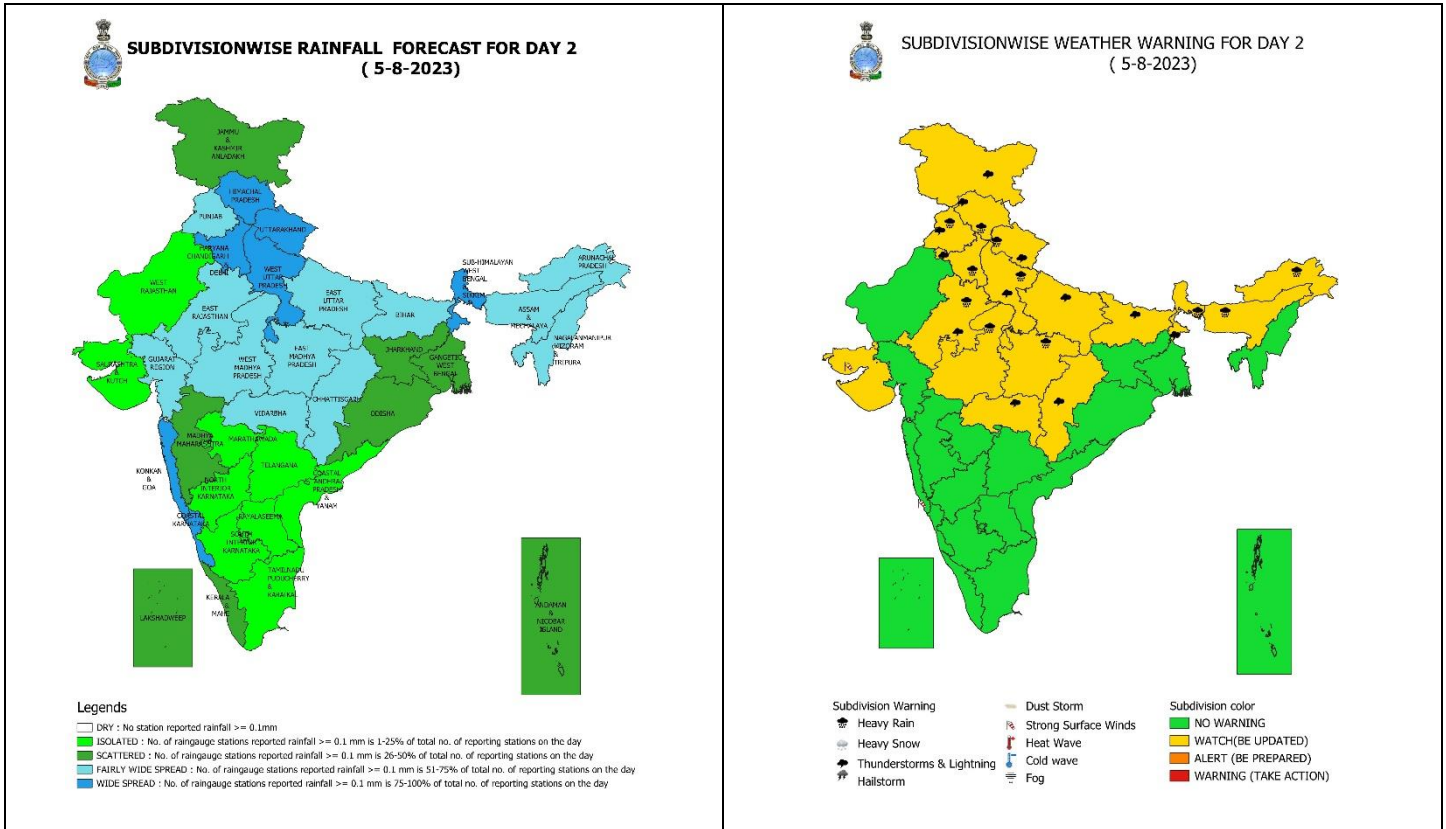 SUBDIVISIONWISE RAINFALL FORECAST FOR DAY 2
( 5-8-2023)
JAMMU
&
KASHMIR
ANLADAKH
HIMACHAL
PRADESH
PUNJAB
UTTARAKHAND
HARYANA
CHANDIGARH
&
DELHI
WEST
UTTAR
PRADESH
WEST
RAJASTHAN
SUB-HIMALAYAN
WEST
BENGAL
&
SIKKIM
ARUNACHAL
PRADESH
EAST
UTTAR
PRADESH
EAST
RAJASTHAN
BIHAR
ASSAM
&
MEGHALAYA
NAGALANMANIPUR
MIZORAM
&
TRIPURA
SAURASHTRA
&
KUTCH
GUJARAT
REGION
WEST
MADHYA
PRADESH
EAST
MADHYA
PRADESH
JHARKHAND
GANGETIC
WEST
BENGAL
CHHATTISGARH
ODISHA
VIDARBHA
MADHYA
MAHARASHTRA
MARATHAWADA
TELANGANA
KONKAN
&
GOA
NORTH
INTERIOR
KARNATAKA
COASTAL
ANDHRA
PRADESH
&
YANAM
COASTAL
KARNATAKA
RAYALASEEMA
SOUTH
INTERIOR
KARNATAKA
TAMILNADU
PUDUCHERRY
&
KARAIKAL
KERALA
&
MAHE
LAKSHADWEEP
ANDAMAN
&
NICOBAR
ISLAND
Legends
DRY : No station reported rainfall >= 0.1mm
ISOLATED : No. of raingauge stations reported rainfall >= 0.1 mm is 1-25% of total no. of reporting stations on the day
SCATTERED : No. of raingauge stations reported rainfall >= 0.1 mm is 26-50% of total no. of reporting stations on the day
FAIRLY WIDE SPREAD : No. of raingauge stations reported rainfall >= 0.1 mm is 51-75% of total no. of reporting stations on the day
WIDE SPREAD : No. of raingauge stations reported rainfall >= 0.1 mm is 75-100% of total no. of reporting stations on the day
SUBDIVISIONWISE WEATHER WARNING FOR DAY 2
( 5-8-2023)
Subdivision Warning
Heavy Rain
Heavy Snow
Thunderstorms & Lightning
Hailstorm
Dust Storm
Strong Surface Winds
Heat Wave
Cold wave
Fog
Subdivision color
NO WARNING
WATCH(BE UPDATED)
ALERT (BE PREPARED)
WARNING (TAKE ACTION)